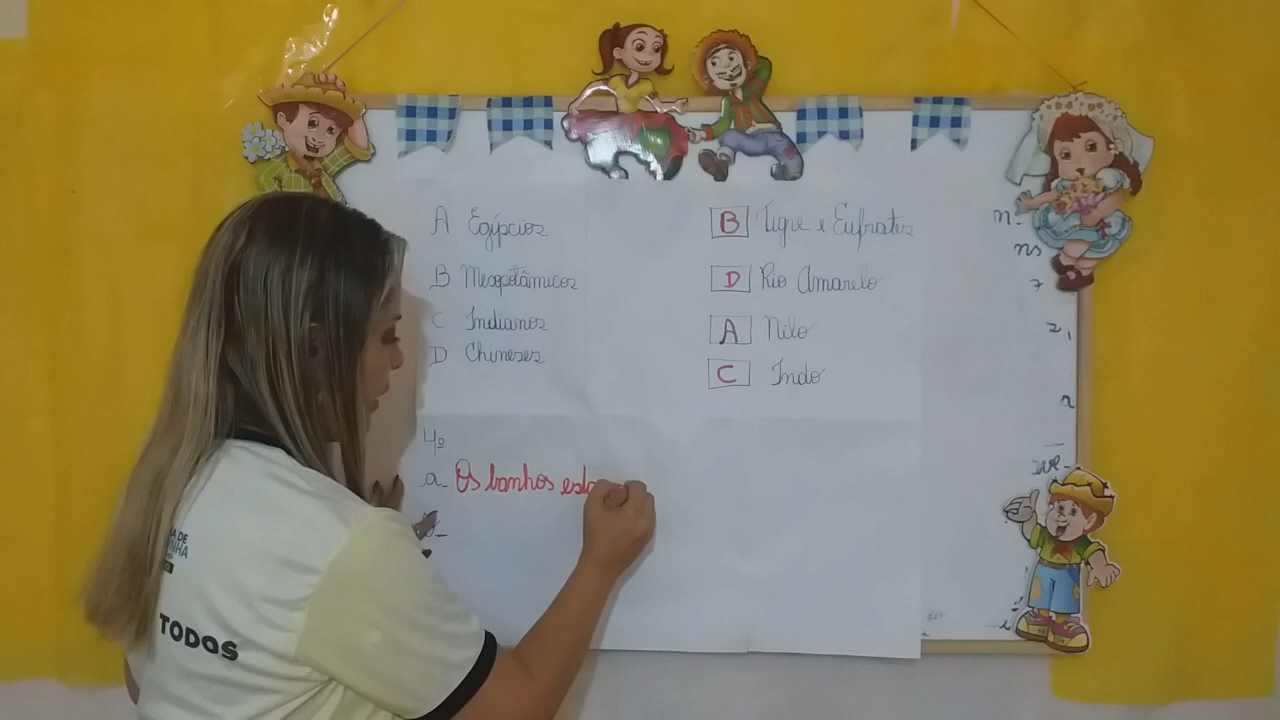 A Egípcios
B Mesopotâmicos
C Indianos
D Chineses
B Tigre e Eufrates
D Rio Amarelo
A Nilo
C Indo
4º
a- Os banhos esta
TODOS